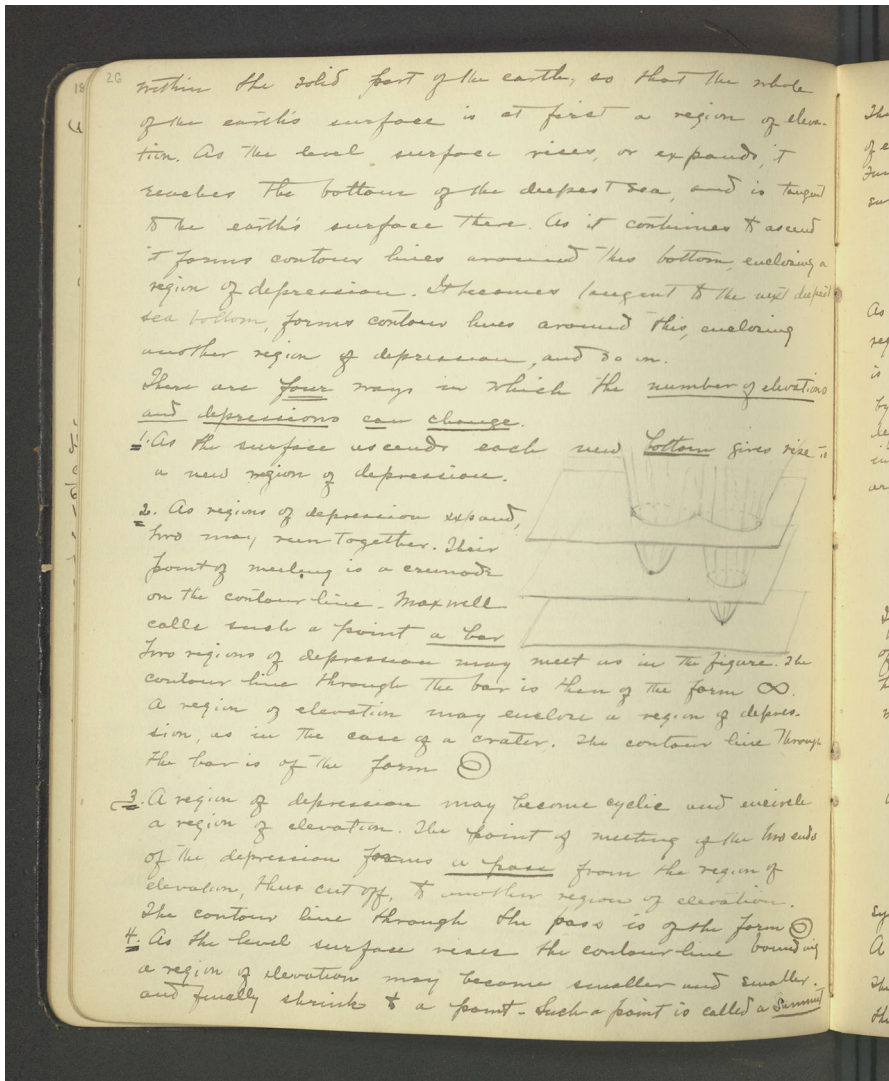 26
within the solid part of the earth, so that the whole
of the earth's surface is at first a region of eleva-
tion. As the level surface rises, or expands, it
reaches the bottom of the deepest sea, and is tangent
to the earth's surface there. As it continues to ascend
it forms contour lines around this bottom, enclosing a
region of depression. It becomes tangent to the next deepest
sea bottom, forms contour lines around this, enclosing
another region of depression, and so on.
There are four ways in which the number of elevations
and depressions can change.
1. As the surface ascends each new bottom gives rise to
a new region of depression.
2. As regions of depression expand,
two may run together. Their
point of meeting is a crunode
on the contour line. Maxwell
calls such a point a bar
Two regions of depression may meet as in the figure. The
contour line through the bar is then of the form ∞.
A region of elevation may enclose a region of depres-
sion, as in the case of a crater. The contour line through
the bar is of the form
3. A region of depression may become cyclic and encircle
a region of elevation. The point of meeting of the two ends
of the depression forms a pass from the region of
elevation, thus cut off, to another region of elevation.
The contour line through the pass is of the form
4. As the level surface rises the contour line bounding
a region of elevation may become smaller and smaller
and finally shrink to a point. Such a point is called a Summit